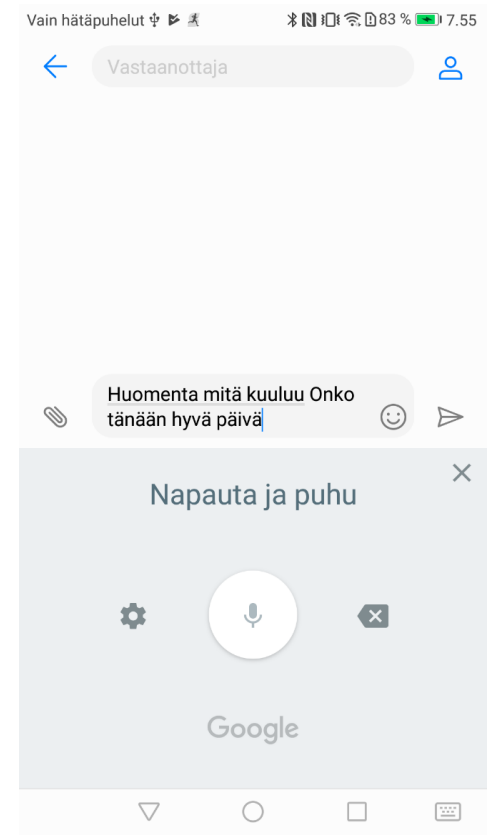 Vain hätäpuhelut 83 % 7.55
Vastaanottaja
Huomenta mitä kuuluu Onko
tänään hyvä päivä
Napauta ja puhu
Google